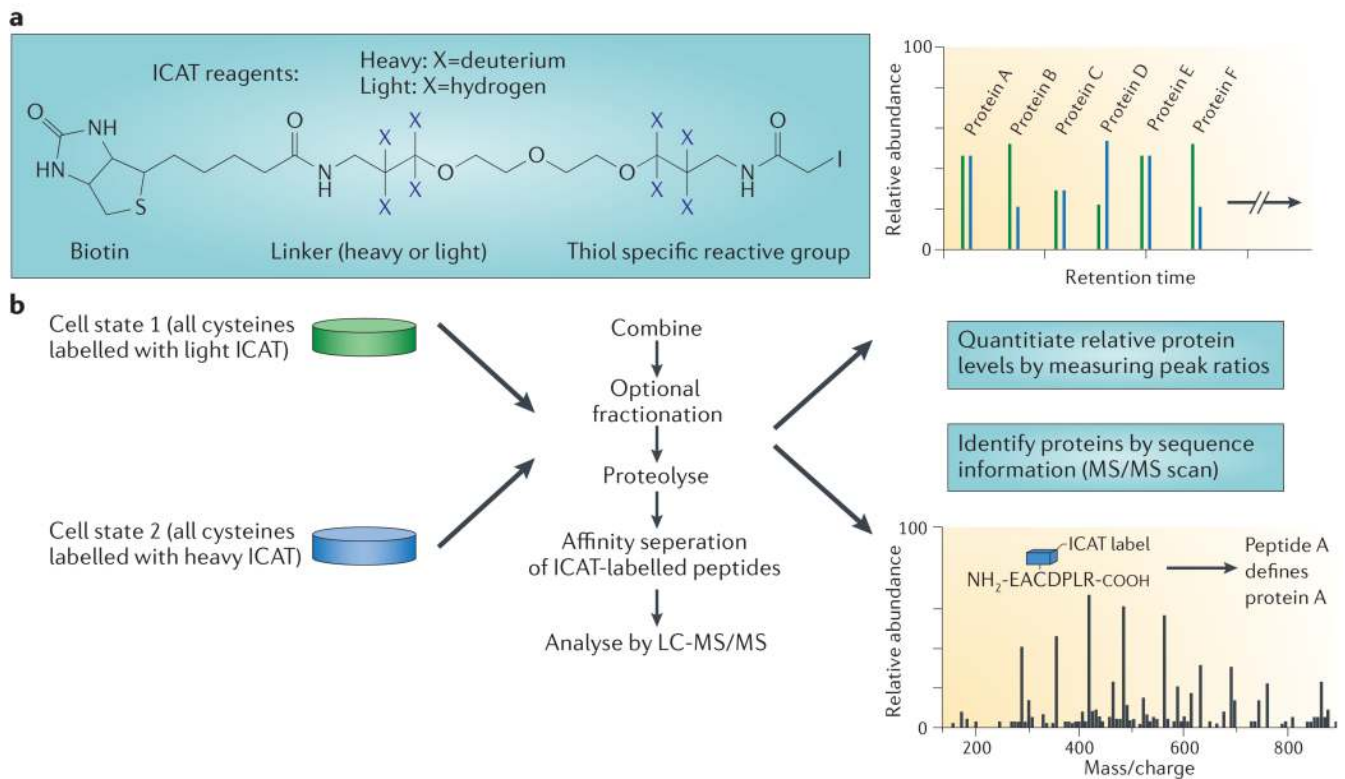 a
ICAT reagents:
Heavy: X=deuterium
Light: X=hydrogen
O
NH
HN
S
O
N
H
X
X
X
X
O
O
O
X
X
X
X
H
N
O
I
Biotin
Linker (heavy or light)
Thiol specific reactive group
100
0
Relative abundance
Protein A
Protein B
Protein C
Protein D
Protein E
Protein F
Retention time
b
Cell state 1 (all cysteines
labelled with light ICAT)
Cell state 2 (all cysteines
labelled with heavy ICAT)
Combine
Optional
fractionation
Proteolyse
Affinity seperation
of ICAT-labelled peptides
Analyse by LC-MS/MS
Quantitiate relative protein
levels by measuring peak ratios
Identify proteins by sequence
information (MS/MS scan)
100
0
Relative abundance
ICAT label
NH2-EACDPLR-COOH
Peptide A
defines
protein A
200 400 600 800
Mass/charge